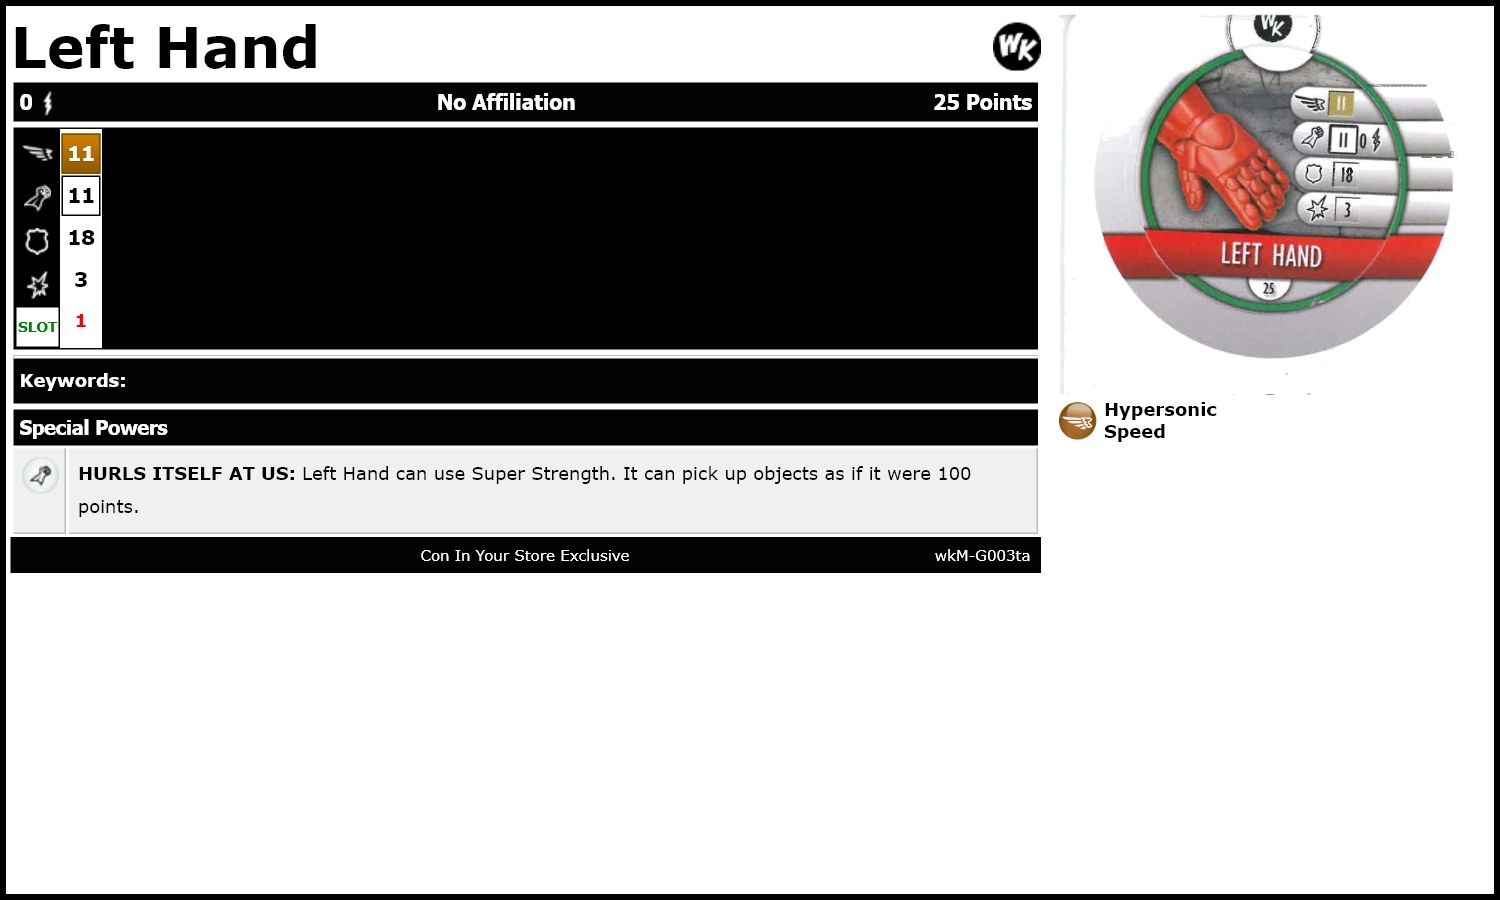 Left Hand
WK
0 No Affiliation 25 Points
11
11
18
3
SLOT 1
Keywords:
Special Powers
HURLS ITSELF AT US: Left Hand can use Super Strength. It can pick up objects as if it were 100
points.
Con In Your Store Exclusive wkM-G003ta
WK
11
11 0
18
3
LEFT HAND
25
Hypersonic
Speed